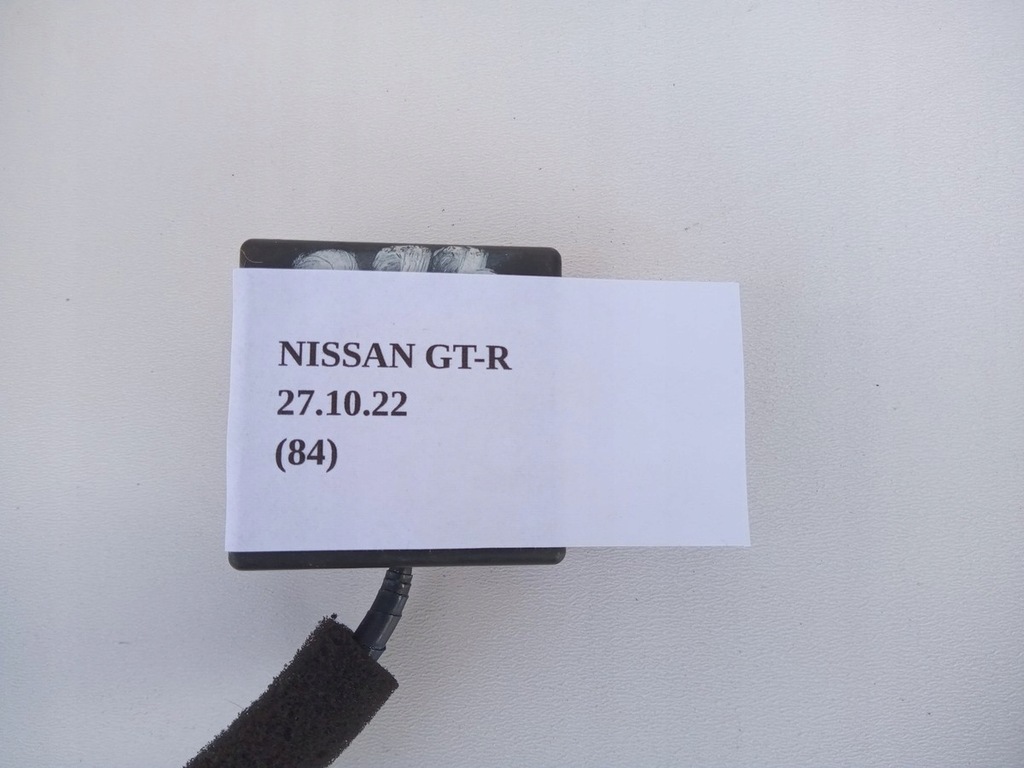 NISSAN GT-R
27.10.22
(84)